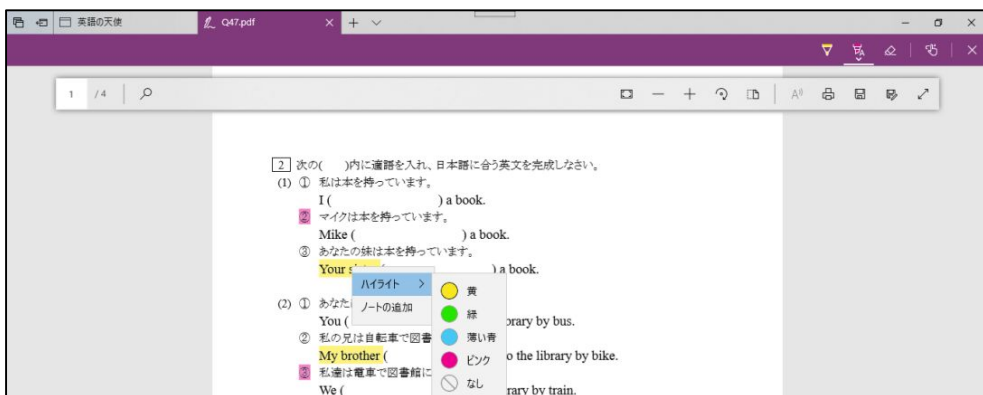 英語の天使
Q47.pdf
1 / 4
2 次の( )内に適語を入れ、日本語に合う英文を完成しなさい。
(1) ① 私は本を持っています。
I ( ) a book.
② マイクは本を持っています。
Mike ( ) a book.
③ あなたの妹は本を持っています。
Your ) a book.
ハイライト
ノートの追加
黄
緑
薄い青
ピンク
なし
(2) ① あなた
You ( brary by bus.
② 私の兄は自転車で図書
My brother ( o the library by bike.
③ 私達は電車で図書館に
We ( rary by train.